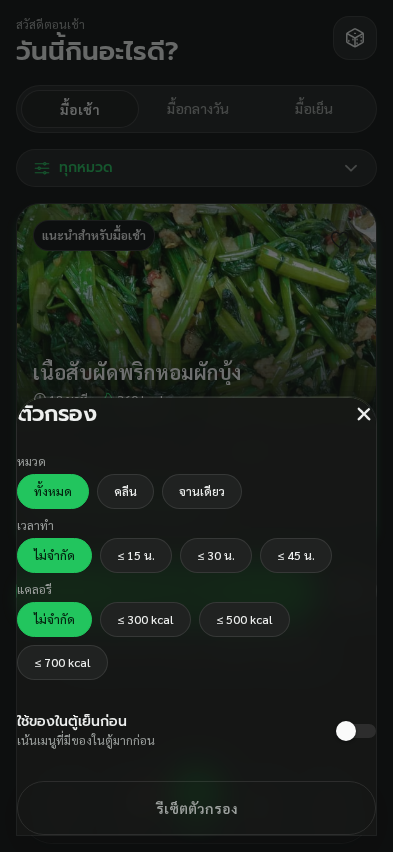 สวัสดีตอนเช้า
วันนี้กินอะไรดี?
มื้อเช้า
มื้อกลางวัน
มื้อเย็น
ทุกหมวด
แนะนำสำหรับมื้อเช้า
เนื้อสับผัดพริกหอมผักบุ้ง
ตัวกรอง
หมวด
ทั้งหมด
คลีน
จานเดียว
เวลาทำ
ไม่จำกัด
≤ 15 น.
≤ 30 น.
≤ 45 น.
แคลอรี
ไม่จำกัด
≤ 300 kcal
≤ 500 kcal
≤ 700 kcal
ใช้ของในตู้เย็นก่อน
เน้นเมนูที่มีของในตู้มากก่อน
รีเซ็ตตัวกรอง